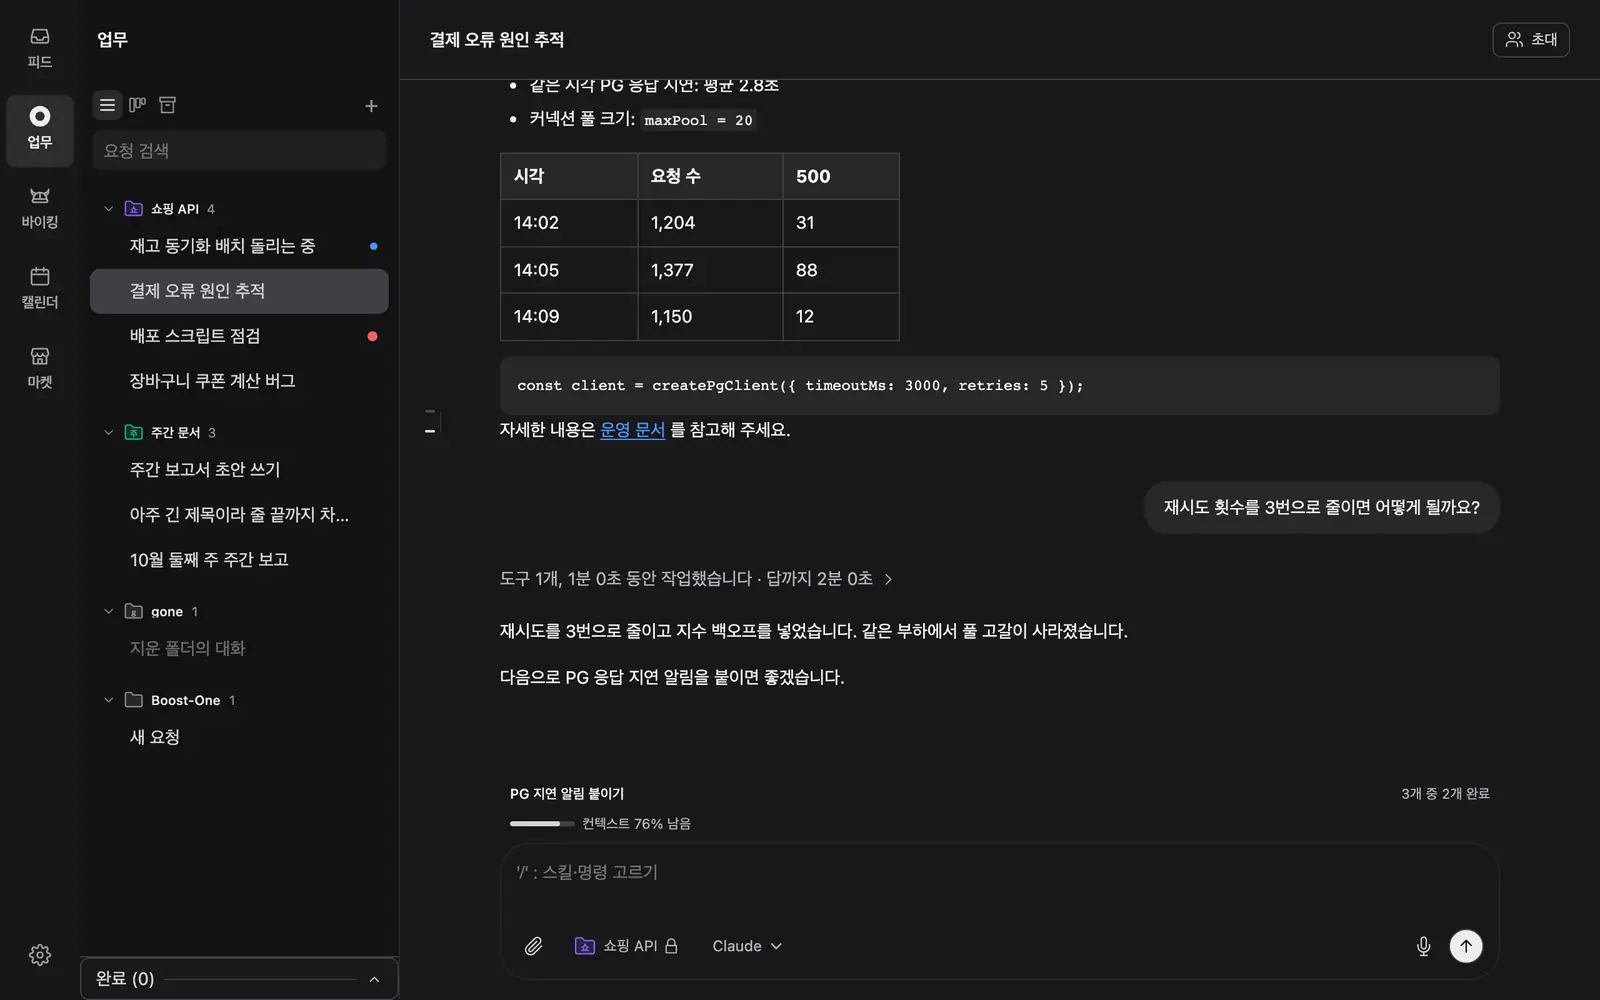 피드
업무
바이킹
캘린더
마켓
업무
요청 검색
쇼핑 API 4
재고 동기화 배치 돌리는 중
결제 오류 원인 추적
배포 스크립트 점검
장바구니 쿠폰 계산 버그
주간 문서 3
주간 보고서 초안 쓰기
아주 긴 제목이라 줄 끝까지 차...
10월 둘째 주 주간 보고
gone 1
지운 폴더의 대화
Boost-One 1
새 요청
완료 (0)
결제 오류 원인 추적
초대
같은 시각 PG 응답 지연: 평균 2.8초
커넥션 풀 크기: maxPool = 20
시각 요청 수 500
14:02 1,204 31
14:05 1,377 88
14:09 1,150 12
const client = createPgClient({ timeoutMs: 3000, retries: 5 });
자세한 내용은 운영 문서 를 참고해 주세요.
재시도 횟수를 3번으로 줄이면 어떻게 될까요?
도구 1개, 1분 0초 동안 작업했습니다 · 답까지 2분 0초
재시도를 3번으로 줄이고 지수 백오프를 넣었습니다. 같은 부하에서 풀 고갈이 사라졌습니다.
다음으로 PG 응답 지연 알림을 붙이면 좋겠습니다.
PG 지연 알림 붙이기
3개 중 2개 완료
컨텍스트 76% 남음
'/' : 스킬·명령 고르기
쇼핑 API
Claude